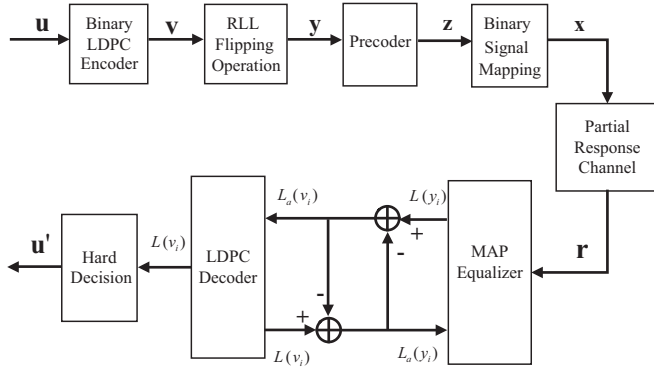 u
Binary
LDPC
Encoder
v
RLL
Flipping
Operation
y
Precoder
z
Binary
Signal
Mapping
x
Partial
Response
Channel
r
MAP
Equalizer
L(y_i)
+
-
L_a(v_i)
-
+
L(v_i)
L_a(y_i)
LDPC
Decoder
L(v_i)
Hard
Decision
u'